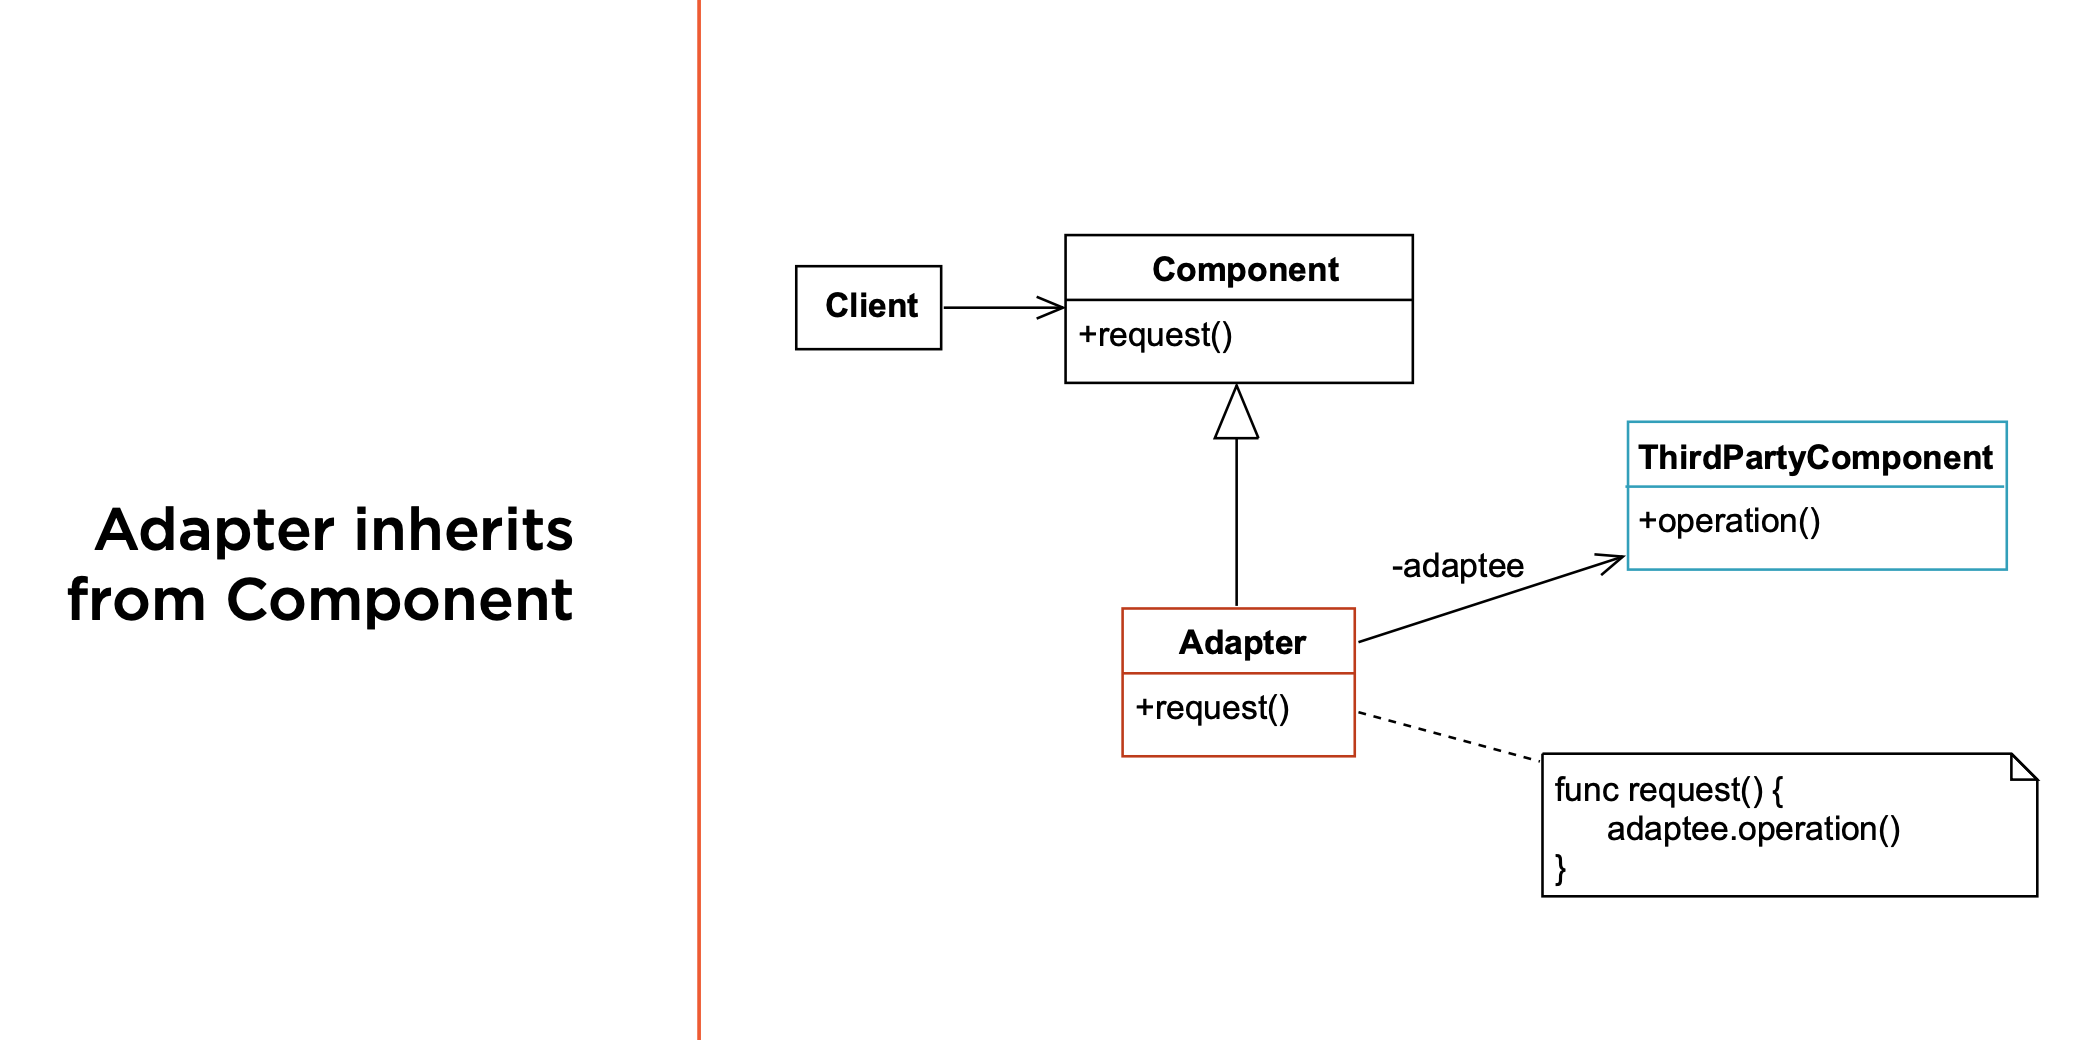 Adapter inherits
from Component
Client
Component
+request()
ThirdPartyComponent
+operation()
-adaptee
Adapter
+request()
func request() {
adaptee.operation()
}